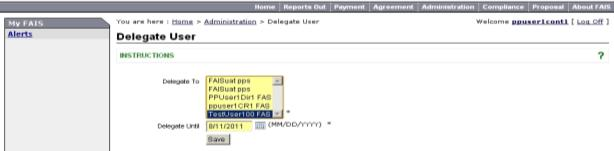 Home Reports Out Payment Agreement Administration Compliance Proposal About FAIS
My FAIS
Alerts
You are here : Home > Administration > Delegate User
Welcome ppuser1cont1 [ Log Off ]
Delegate User
INSTRUCTIONS ?
Delegate To FAISuat pps
FAISuat pps
PPUser1Dir1 FAS
ppuser1CR1 FAS
TestUser100 FAS *
Delegate Until 8/11/2011 (MM/DD/YYYY) *
Save